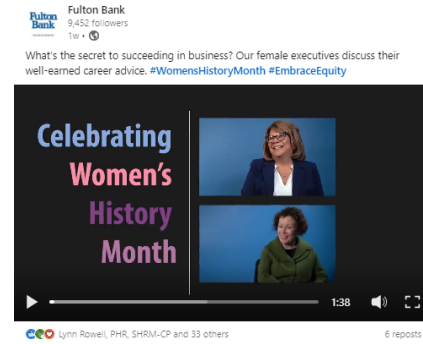 Fulton Bank
Fulton Bank
9,452 followers
1w •
What's the secret to succeeding in business? Our female executives discuss their
well-earned career advice. #WomensHistoryMonth #EmbraceEquity
Celebrating
Women's
History
Month
1:38
Lynn Rowell, PHR, SHRM-CP and 33 others
6 reposts